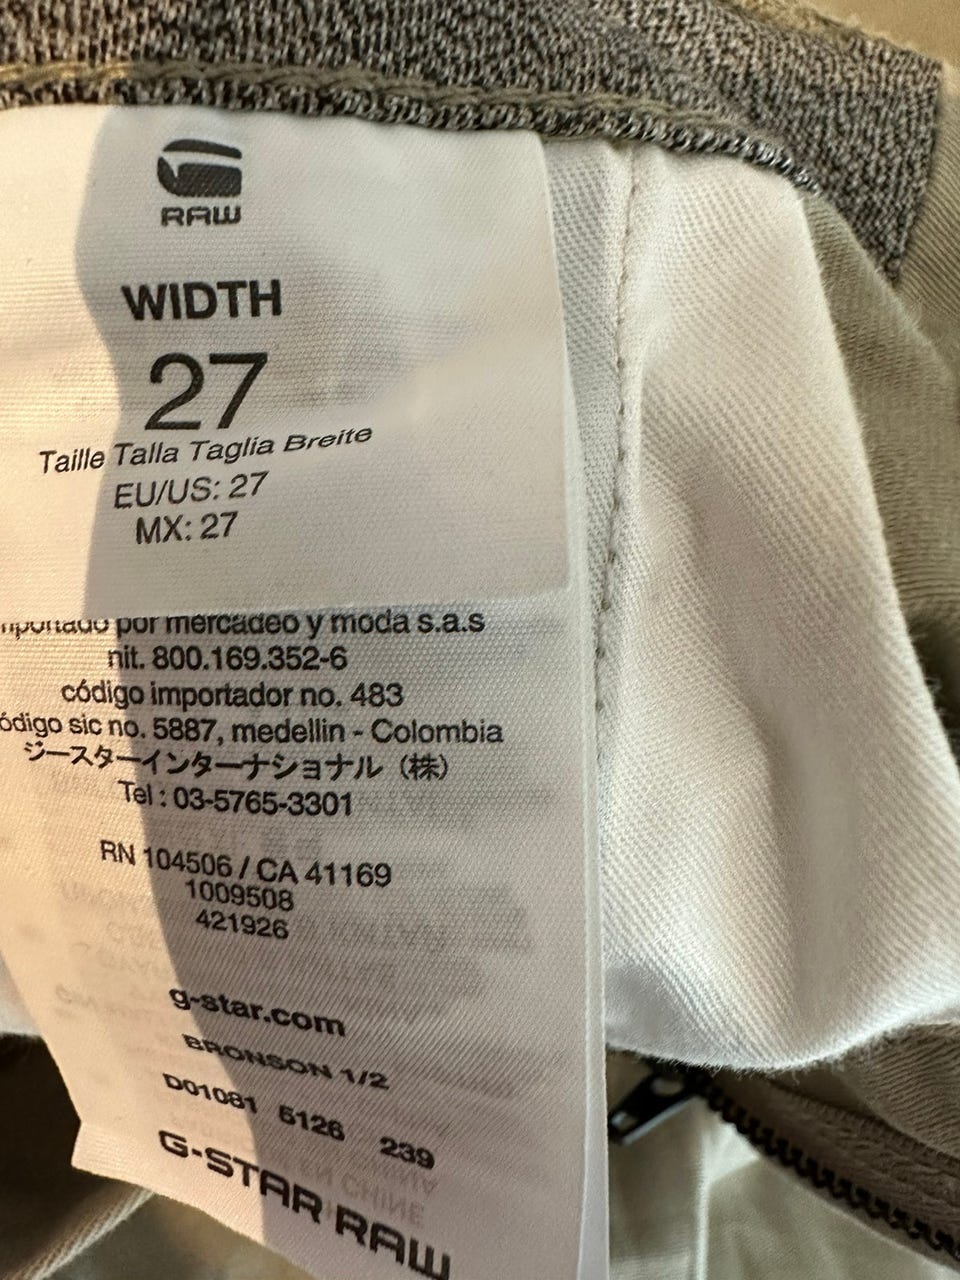 RAW
WIDTH
27
Taille Talla Taglia Breite
EU/US: 27
MX: 27
importado por mercadeo y moda s.a.s
nit. 800.169.352-6
código importador no. 483
ódigo sic no. 5887, medellin - Colombia
ジースターインターナショナル（株）
Tel : 03-5765-3301
RN 104506 / CA 41169
1009508
421926
g-star.com
BRONSON 1/2
D01081 5126 239
G-STAR RAW